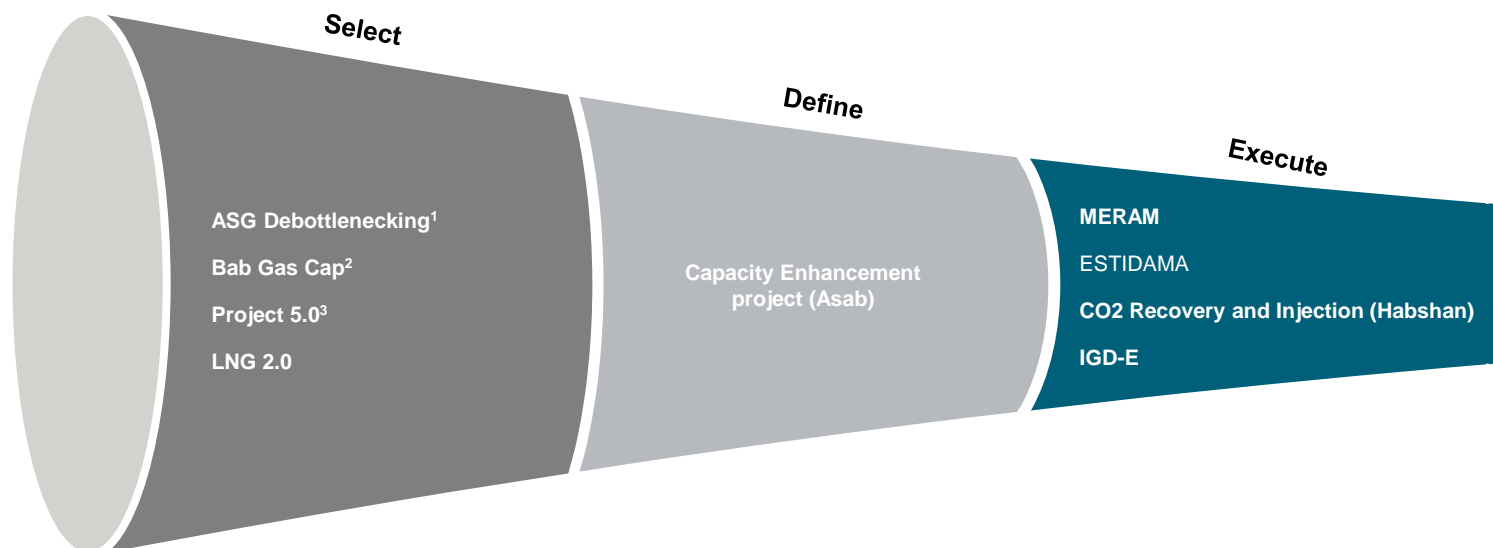 Select
ASG Debottlenecking¹
Bab Gas Cap²
Project 5.0³
LNG 2.0
Define
Capacity Enhancement
project (Asab)
Execute
MERAM
ESTIDAMA
CO2 Recovery and Injection (Habshan)
IGD-E